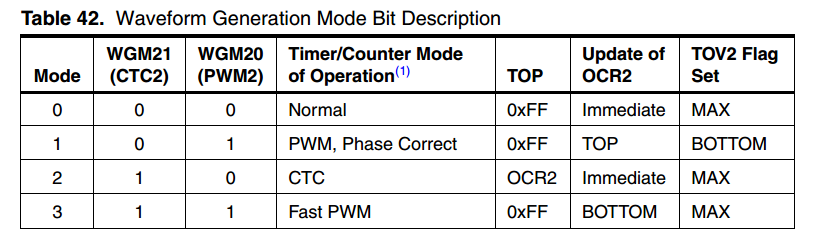 Table 42. Waveform Generation Mode Bit Description
Mode WGM21 (CTC2) WGM20 (PWM2) Timer/Counter Mode of Operation(1) TOP Update of OCR2 TOV2 Flag Set
0 0 0 Normal 0xFF Immediate MAX
1 0 1 PWM, Phase Correct 0xFF TOP BOTTOM
2 1 0 CTC OCR2 Immediate MAX
3 1 1 Fast PWM 0xFF BOTTOM MAX